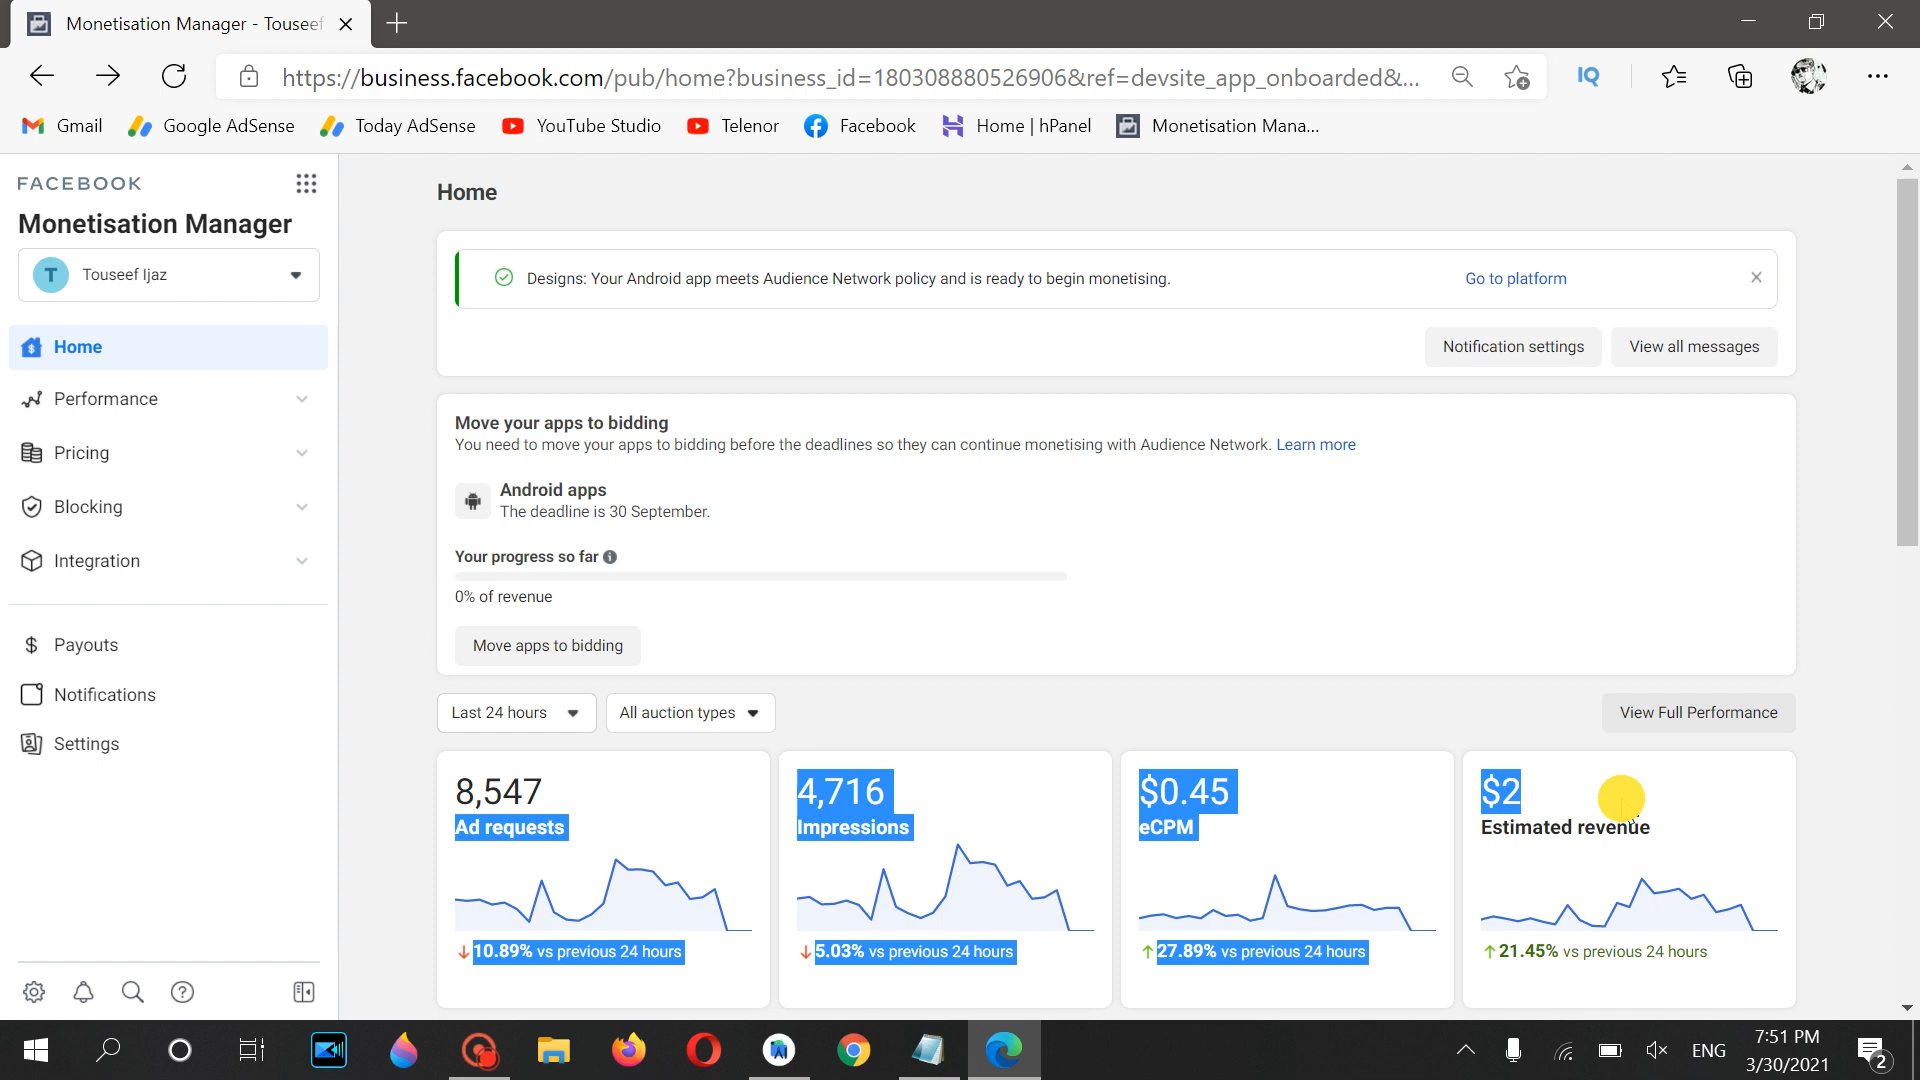 Monetisation Manager - Touseef
https://business.facebook.com/pub/home?business_id=180308880526906&ref=devsite_app_onboarded&...
IQ
Gmail
Google AdSense
Today AdSense
YouTube Studio
Telenor
Facebook
Home | hPanel
Monetisation Mana...
FACEBOOK
Monetisation Manager
T
Touseef Ijaz
Home
Performance
Pricing
Blocking
Integration
$ Payouts
Notifications
Settings
Home
Designs: Your Android app meets Audience Network policy and is ready to begin monetising.
Go to platform
Notification settings
View all messages
Move your apps to bidding
You need to move your apps to bidding before the deadlines so they can continue monetising with Audience Network. Learn more
Android apps
The deadline is 30 September.
Your progress so far
0% of revenue
Move apps to bidding
Last 24 hours
All auction types
View Full Performance
8,547
Ad requests
10.89% vs previous 24 hours
4,716
Impressions
5.03% vs previous 24 hours
$0.45
eCPM
27.89% vs previous 24 hours
$2
Estimated revenue
21.45% vs previous 24 hours
ENG
7:51 PM
3/30/2021
2